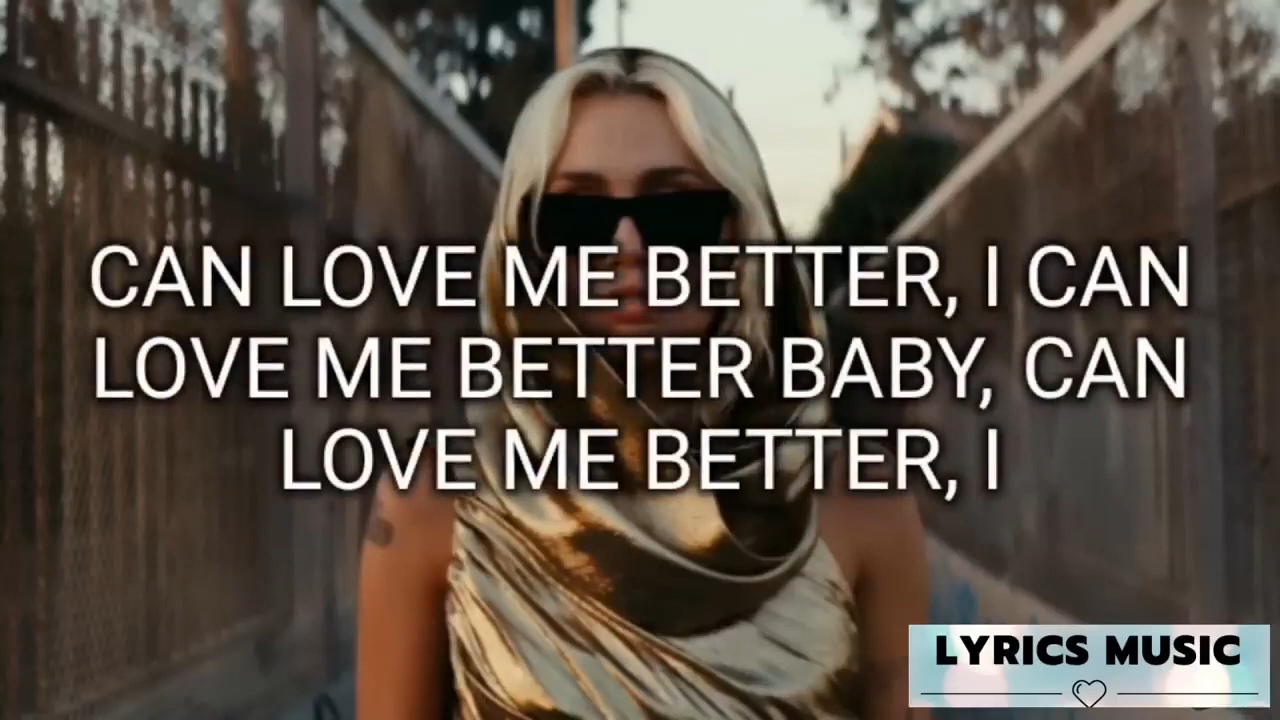 CAN LOVE ME BETTER, I CAN
LOVE ME BETTER BABY, CAN
LOVE ME BETTER, I
LYRICS MUSIC